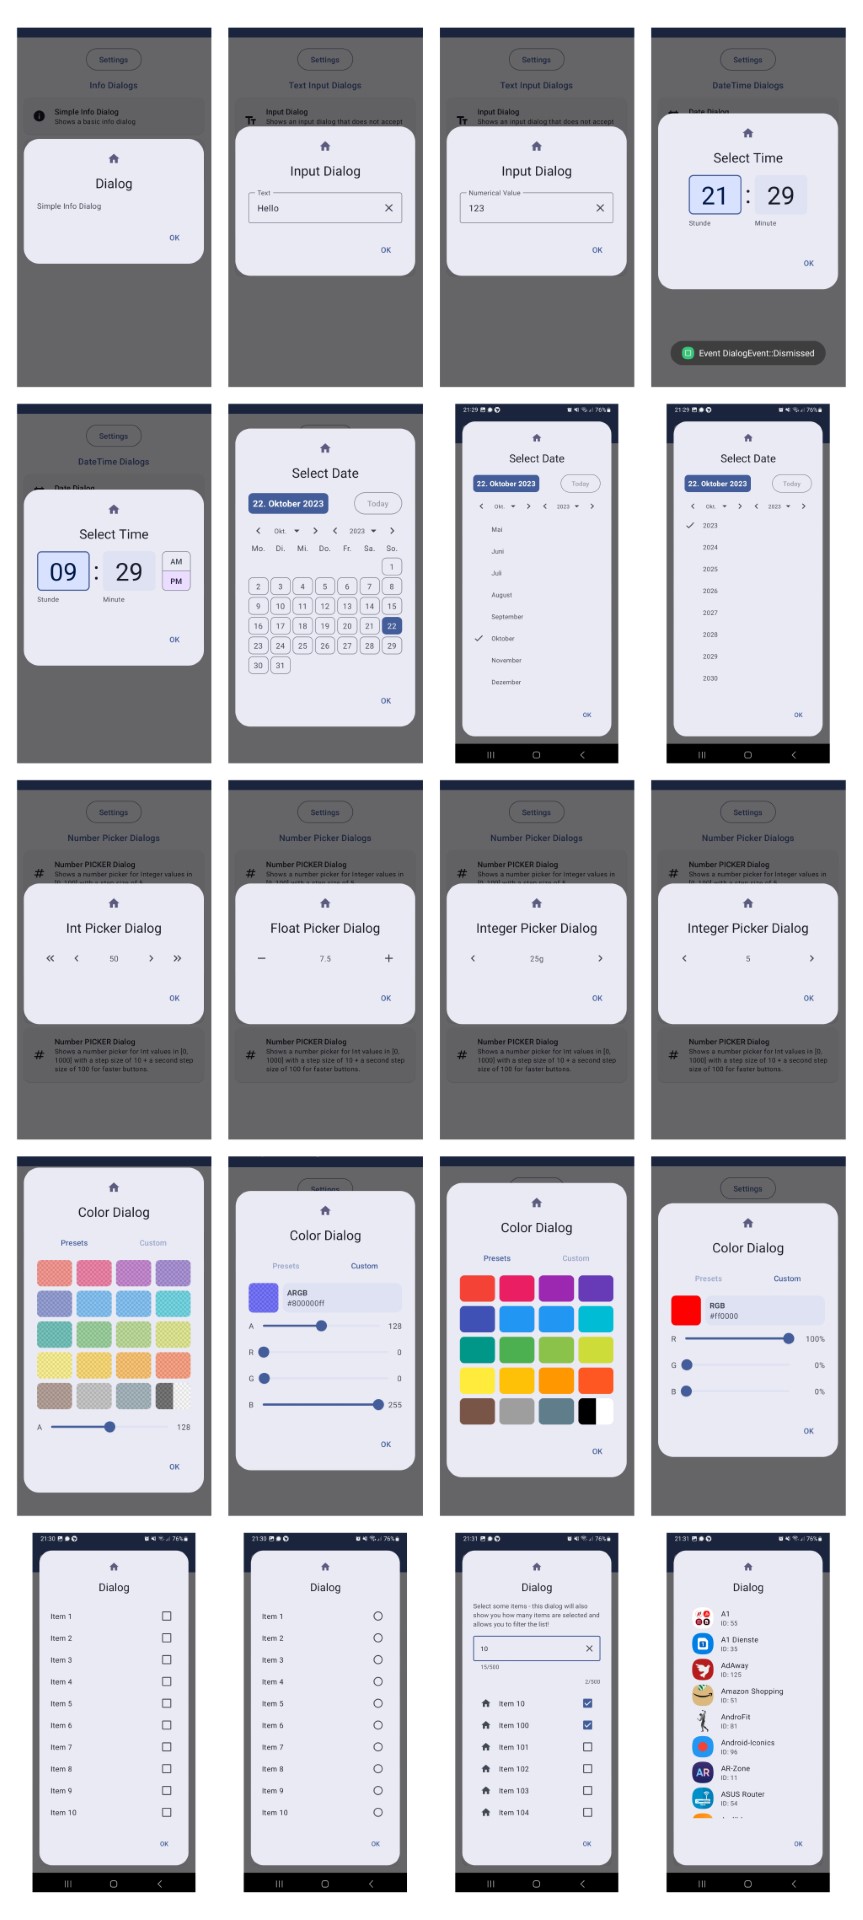 Settings
Info Dialogs
Simple Info Dialog
Shows a basic info dialog
Dialog
Simple Info Dialog
OK
Settings
Text Input Dialogs
Input Dialog
Shows an input dialog that does not accept
Input Dialog
Text
Hello
OK
Settings
Text Input Dialogs
Input Dialog
Shows an input dialog that does not accept
Input Dialog
Numerical Value
123
OK
Settings
DateTime Dialogs
Date Dialog
Select Time
21 : 29
Stunde Minute
OK
Event DialogEvent::Dismissed
Settings
DateTime Dialogs
Date Dialog
Select Time
09 : 29 AM
PM
Stunde Minute
OK
Select Date
22. Oktober 2023 Today
Okt. 2023
Mo. Di. Mi. Do. Fr. Sa. So.
1
2 3 4 5 6 7 8
9 10 11 12 13 14 15
16 17 18 19 20 21 22
23 24 25 26 27 28 29
30 31
OK
21:29 76%
Select Date
22. Oktober 2023 Today
Okt. 2023
Mai
Juni
Juli
August
September
Oktober
November
Dezember
OK
21:29 76%
Select Date
22. Oktober 2023 Today
Okt. 2023
2023
2024
2025
2026
2027
2028
2029
2030
OK
Settings
Number Picker Dialogs
Number PICKER Dialog
Shows a number picker for Integer values in
Int Picker Dialog
50
OK
Number PICKER Dialog
Shows a number picker for Int values in [0,
1000] with a step size of 10 + a second step
size of 100 for faster buttons.
Settings
Number Picker Dialogs
Number PICKER Dialog
Shows a number picker for Integer values in
Float Picker Dialog
− 7.5 +
OK
Number PICKER Dialog
Shows a number picker for Int values in [0,
1000] with a step size of 10 + a second step
size of 100 for faster buttons.
Settings
Number Picker Dialogs
Number PICKER Dialog
Shows a number picker for Integer values in
Integer Picker Dialog
25g
OK
Number PICKER Dialog
Shows a number picker for Int values in [0,
1000] with a step size of 10 + a second step
size of 100 for faster buttons.
Settings
Number Picker Dialogs
Number PICKER Dialog
Shows a number picker for Integer values in
Integer Picker Dialog
5
OK
Number PICKER Dialog
Shows a number picker for Int values in [0,
1000] with a step size of 10 + a second step
size of 100 for faster buttons.
Color Dialog
Presets Custom
A 128
OK
Settings
Color Dialog
Presets Custom
ARGB
#800000ff
A 128
R 0
G 0
B 255
OK
Color Dialog
Presets Custom
OK
Settings
Color Dialog
Presets Custom
RGB
#ff0000
R 100%
G 0%
B 0%
OK
21:30 76%
Dialog
Item 1
Item 2
Item 3
Item 4
Item 5
Item 6
Item 7
Item 8
Item 9
Item 10
OK
21:30 76%
Dialog
Item 1
Item 2
Item 3
Item 4
Item 5
Item 6
Item 7
Item 8
Item 9
Item 10
OK
21:31 76%
Dialog
Select some items - this dialog will also
show you how many items are selected and
allows you to filter the list!
10
15/500
2/500
Item 10
Item 100
Item 101
Item 102
Item 103
Item 104
OK
21:31 76%
Dialog
A1
ID: 55
A1 Dienste
ID: 35
AdAway
ID: 125
Amazon Shopping
ID: 51
AndroFit
ID: 81
Android-Iconics
ID: 96
AR
AR-Zone
ID: 11
ASUS Router
ID: 54
OK